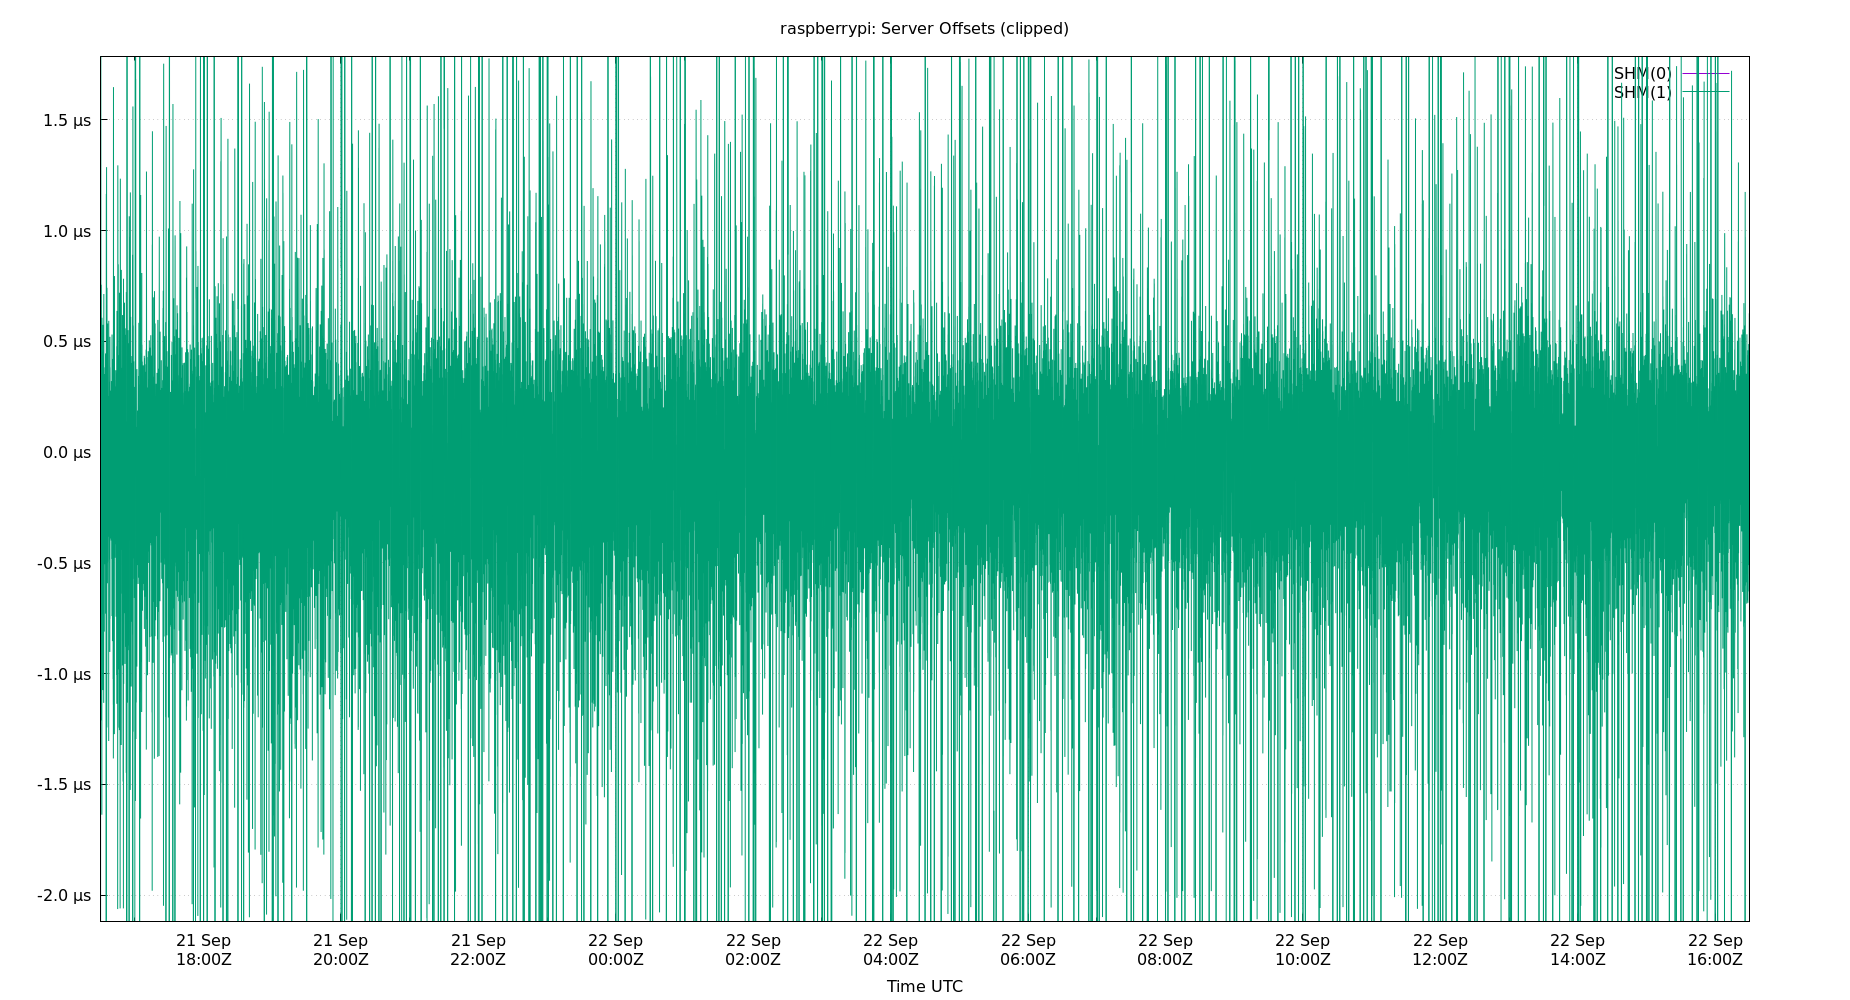 raspberrypi: Server Offsets (clipped)
SHM(0)
SHM(1)
1.5 µs
1.0 µs
0.5 µs
0.0 µs
-0.5 µs
-1.0 µs
-1.5 µs
-2.0 µs
21 Sep 21 Sep 21 Sep 22 Sep 22 Sep 22 Sep 22 Sep 22 Sep 22 Sep 22 Sep 22 Sep 22 Sep
18:00Z 20:00Z 22:00Z 00:00Z 02:00Z 04:00Z 06:00Z 08:00Z 10:00Z 12:00Z 14:00Z 16:00Z
Time UTC